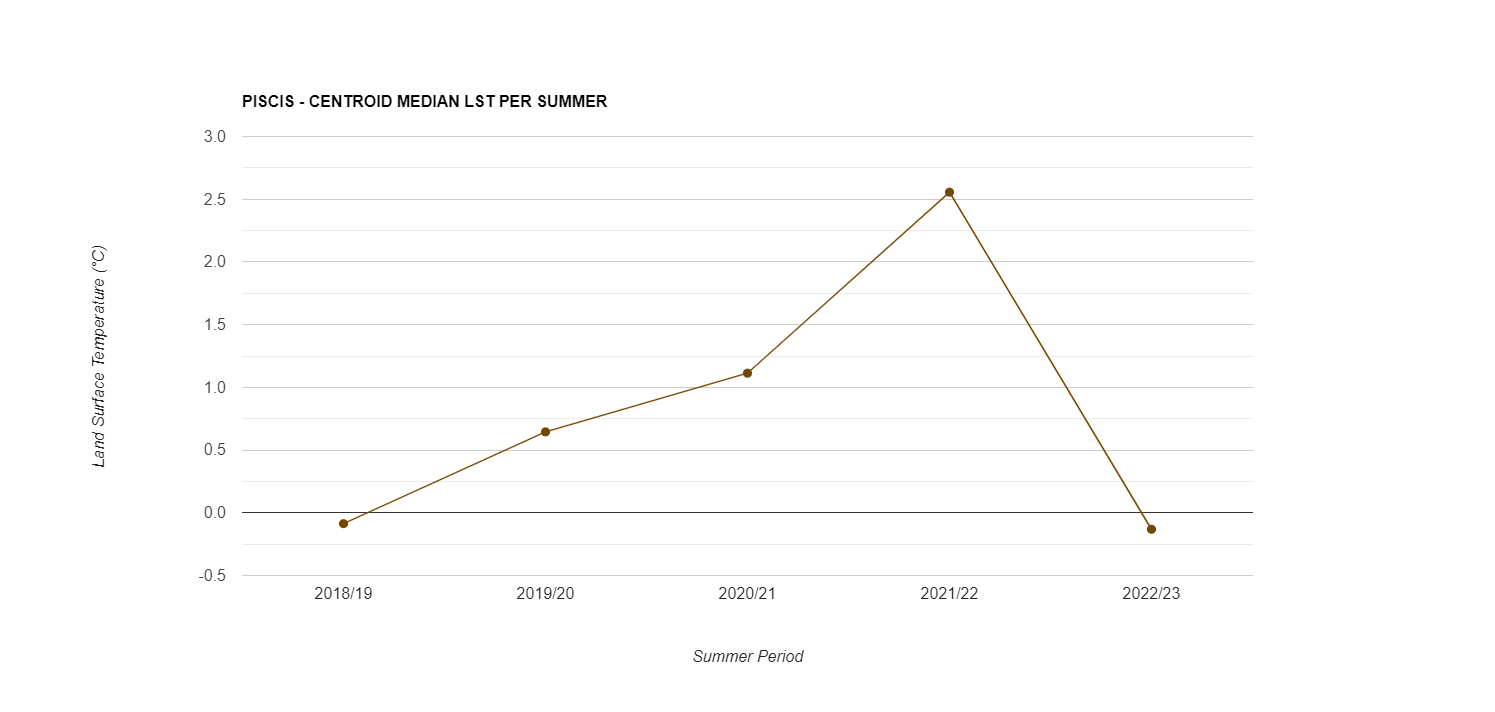 PISCIS - CENTROID MEDIAN LST PER SUMMER
Land Surface Temperature (°C)
3.0
2.5
2.0
1.5
1.0
0.5
0.0
-0.5
2018/19 2019/20 2020/21 2021/22 2022/23
Summer Period